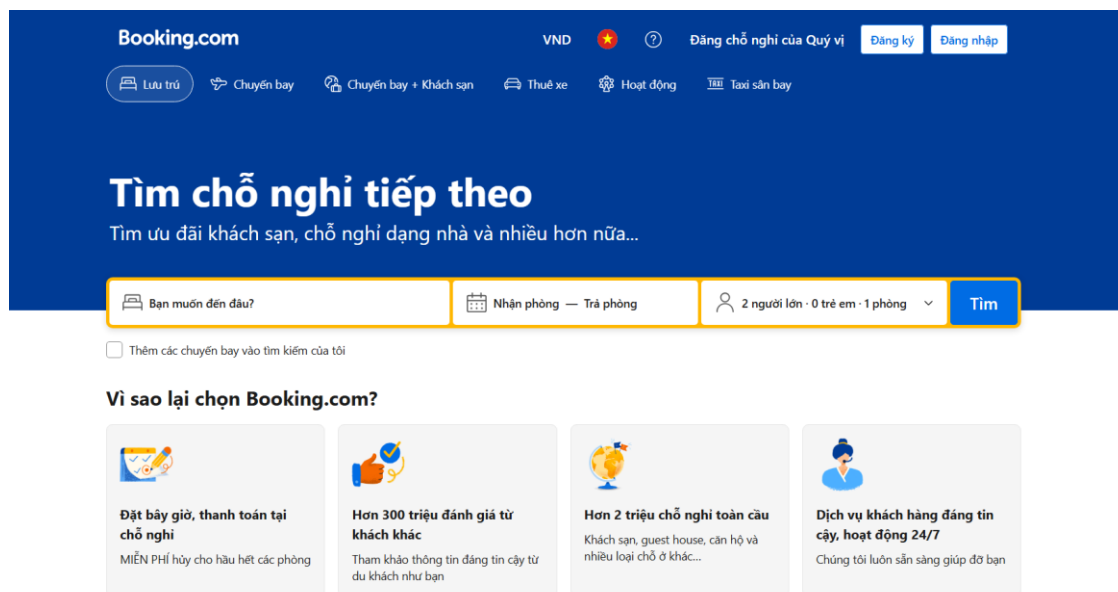 Booking.com
VND
Đăng chỗ nghỉ của Quý vị
Đăng ký
Đăng nhập
Lưu trú
Chuyến bay
Chuyến bay + Khách sạn
Thuê xe
Hoạt động
TAXI Taxi sân bay
Tìm chỗ nghỉ tiếp theo
Tìm ưu đãi khách sạn, chỗ nghỉ dạng nhà và nhiều hơn nữa...
Bạn muốn đến đâu?
Nhận phòng — Trả phòng
2 người lớn · 0 trẻ em · 1 phòng
Tìm
Thêm các chuyến bay vào tìm kiếm của tôi
Vì sao lại chọn Booking.com?
Đặt bây giờ, thanh toán tại
chỗ nghỉ
MIỄN PHÍ hủy cho hầu hết các phòng
Hơn 300 triệu đánh giá từ
khách khác
Tham khảo thông tin đáng tin cậy từ
du khách như bạn
Hơn 2 triệu chỗ nghỉ toàn cầu
Khách sạn, guest house, căn hộ và
nhiều loại chỗ ở khác...
Dịch vụ khách hàng đáng tin
cậy, hoạt động 24/7
Chúng tôi luôn sẵn sàng giúp đỡ bạn